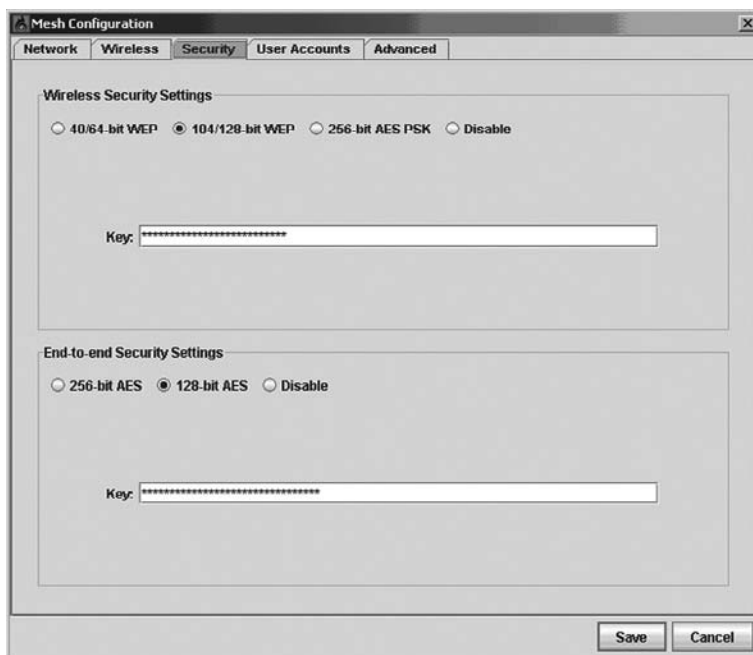 Mesh Configuration
Network Wireless Security User Accounts Advanced
Wireless Security Settings
40/64-bit WEP 104/128-bit WEP 256-bit AES PSK Disable
Key: **************************
End-to-end Security Settings
256-bit AES 128-bit AES Disable
Key: ********************************
Save Cancel